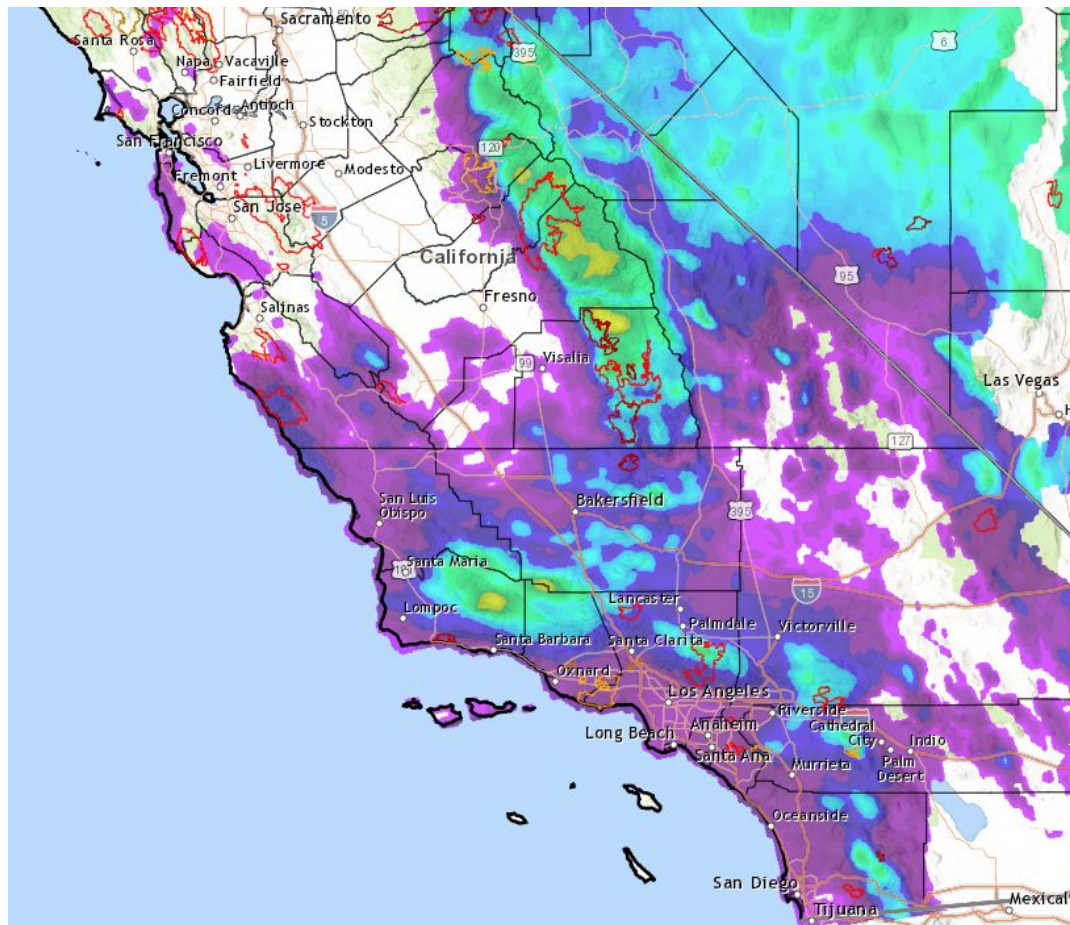 Sacramento
50
Santa Rosa
395
6
Napa
Vacaville
Fairfield
Concord
Antioch
Stockton
San Francisco
120
Livermore
Modesto
Fremont
San Jose
5
California
95
Salinas
Fresno
99
Visalia
Las Vegas
127
San Luis
Obispo
Bakersfield
395
Santa Maria
15
Lompoc
Lancaster
Palmdale
Victorville
Santa Barbara
Santa Clarita
Oxnard
Los Angeles
Riverside
Anaheim
Cathedral
City
Indio
Long Beach
Santa Ana
Palm
Desert
Murrieta
Oceanside
San Diego
Tijuana
Mexical